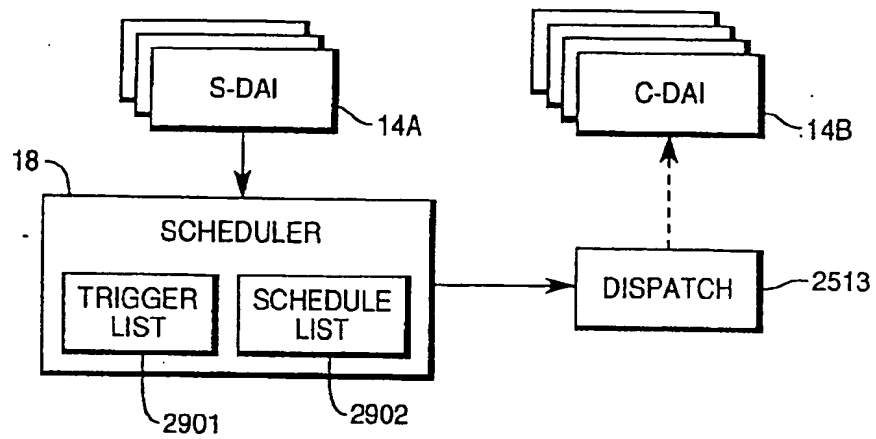 S-DAI
14A
C-DAI
14B
18
SCHEDULER
TRIGGER
LIST
SCHEDULE
LIST
2901
2902
DISPATCH
2513